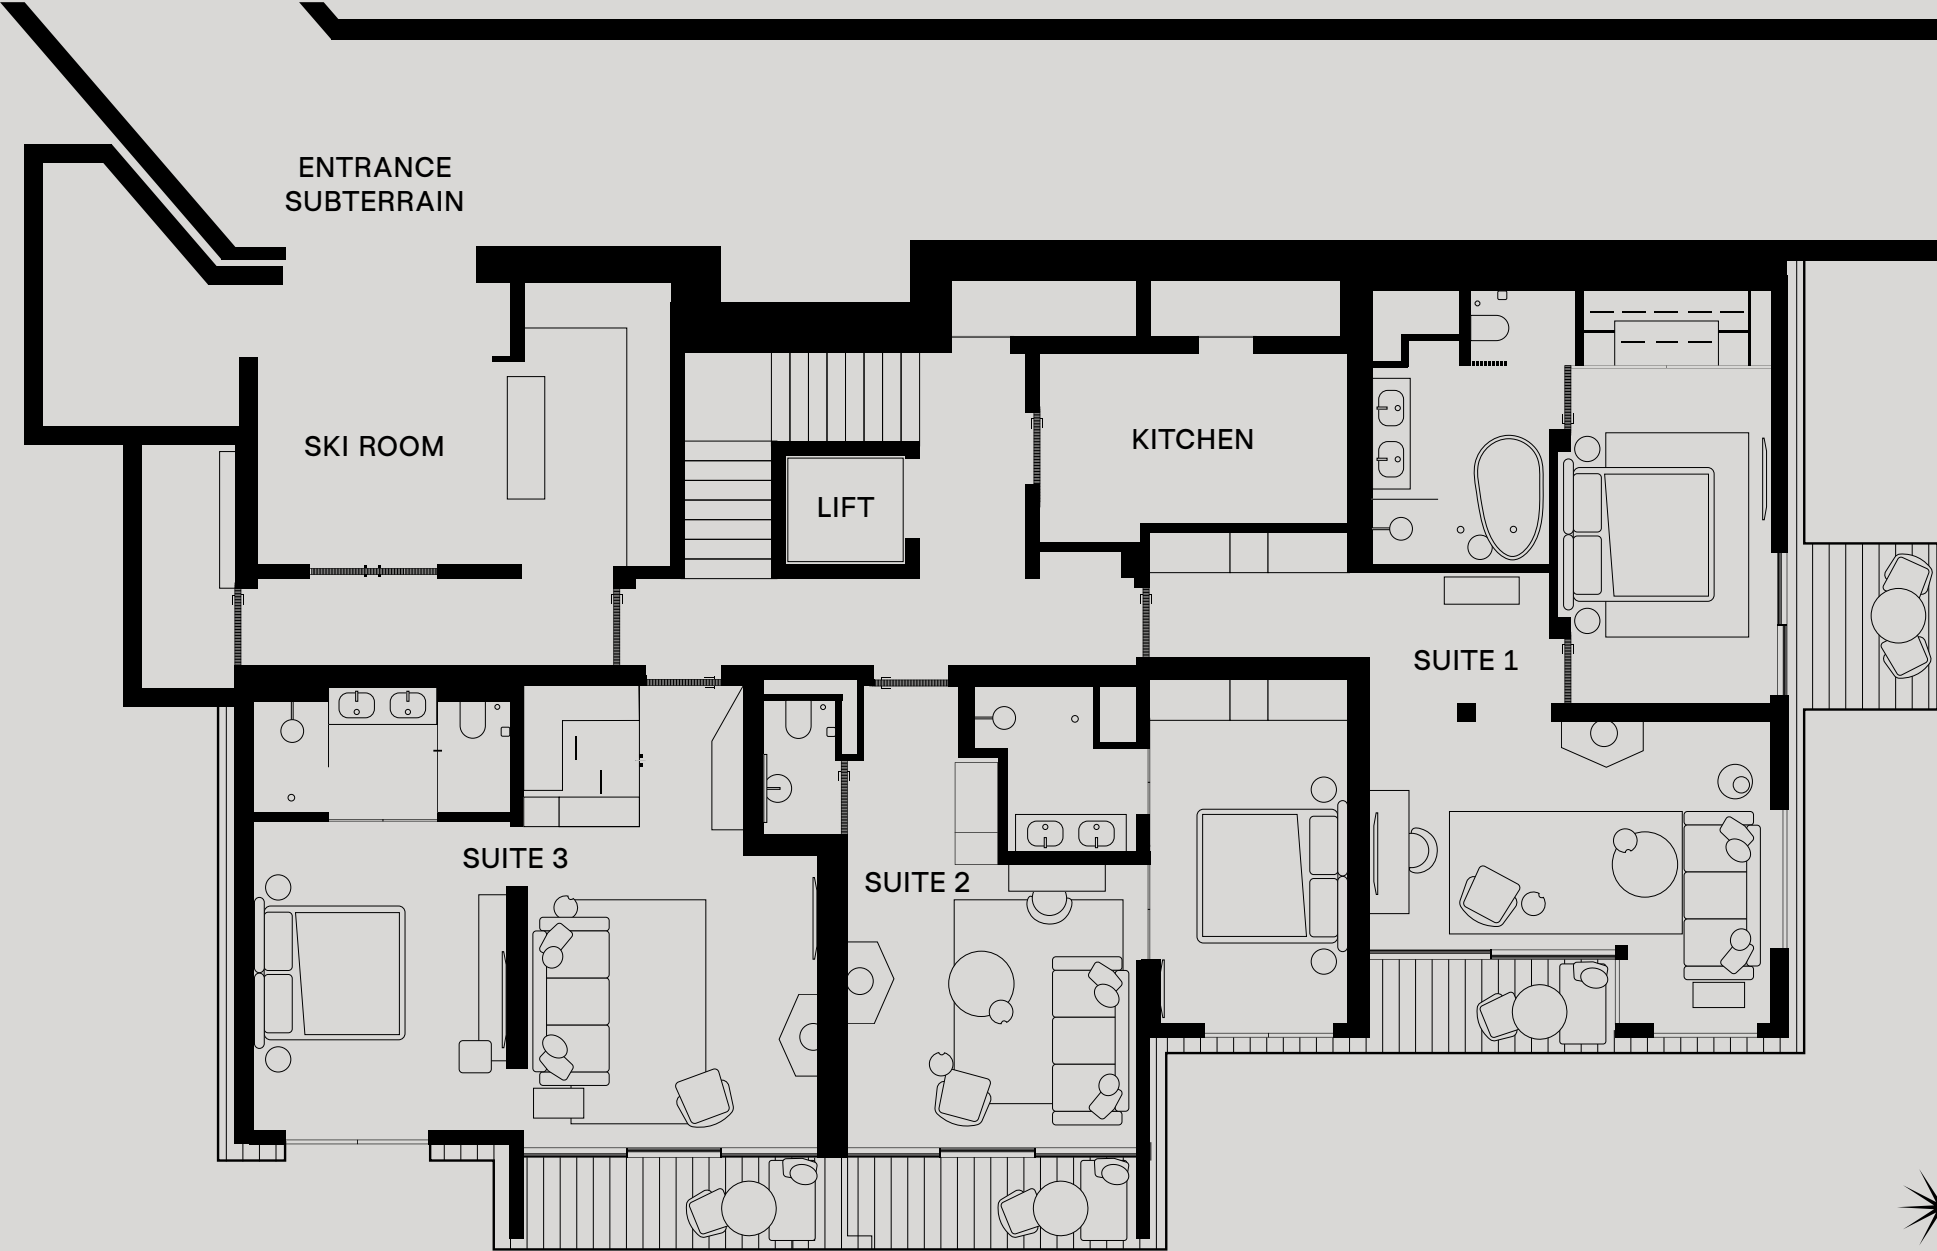 ENTRANCE
SUBTERRAIN
SKI ROOM
KITCHEN
LIFT
SUITE 1
SUITE 3
SUITE 2